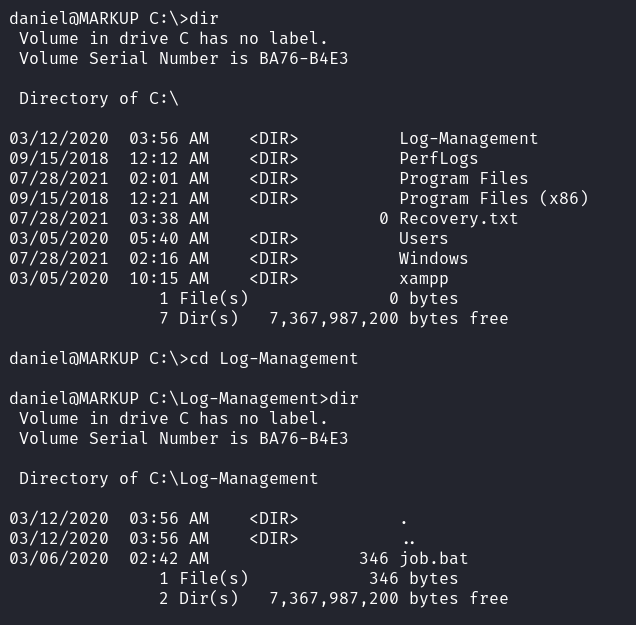 daniel@MARKUP C:\>dir
 Volume in drive C has no label.
 Volume Serial Number is BA76-B4E3

 Directory of C:\

03/12/2020  03:56 AM    <DIR>          Log-Management
09/15/2018  12:12 AM    <DIR>          PerfLogs
07/28/2021  02:01 AM    <DIR>          Program Files
09/15/2018  12:21 AM    <DIR>          Program Files (x86)
07/28/2021  03:38 AM                 0 Recovery.txt
03/05/2020  05:40 AM    <DIR>          Users
07/28/2021  02:16 AM    <DIR>          Windows
03/05/2020  10:15 AM    <DIR>          xampp
               1 File(s)              0 bytes
               7 Dir(s)   7,367,987,200 bytes free

daniel@MARKUP C:\>cd Log-Management

daniel@MARKUP C:\Log-Management>dir
 Volume in drive C has no label.
 Volume Serial Number is BA76-B4E3

 Directory of C:\Log-Management

03/12/2020  03:56 AM    <DIR>          .
03/12/2020  03:56 AM    <DIR>          ..
03/06/2020  02:42 AM               346 job.bat
               1 File(s)            346 bytes
               2 Dir(s)   7,367,987,200 bytes free